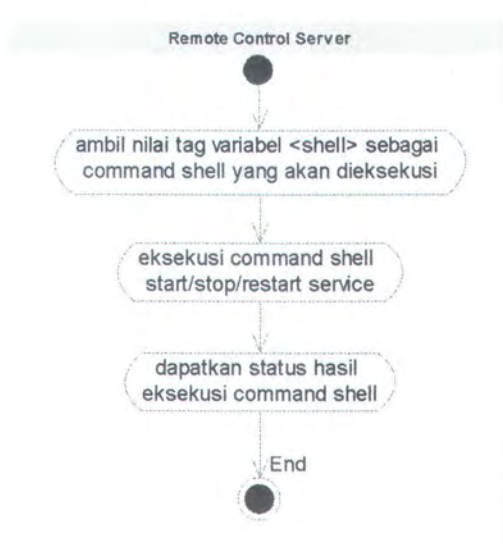 Remote Control Server
ambil nilai tag variabel <shell> sebagai
command shell yang akan dieksekusi
eksekusi command shell
start/stop/restart service
dapatkan status hasil
eksekusi command shell
End